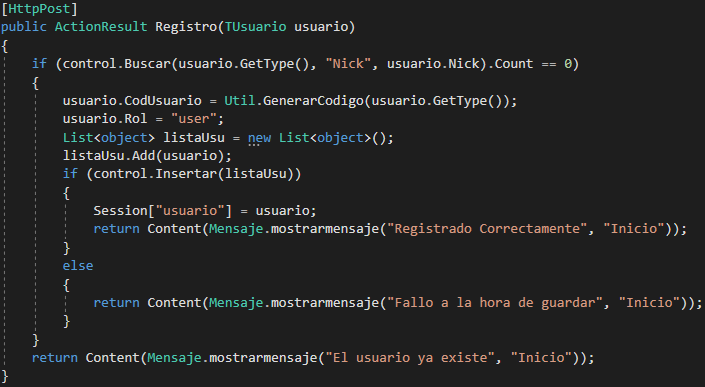 [HttpPost]
public ActionResult Registro(TUsuario usuario)
{
if (control.Buscar(usuario.GetType(), "Nick", usuario.Nick).Count == 0)
{
usuario.CodUsuario = Util.GenerarCodigo(usuario.GetType());
usuario.Rol = "user";
List<object> listaUsu = new List<object>();
listaUsu.Add(usuario);
if (control.Insertar(listaUsu))
{
Session["usuario"] = usuario;
return Content(Mensaje.mostrarmensaje("Registrado Correctamente", "Inicio"));
}
else
{
return Content(Mensaje.mostrarmensaje("Fallo a la hora de guardar", "Inicio"));
}
}
return Content(Mensaje.mostrarmensaje("El usuario ya existe", "Inicio"));
}